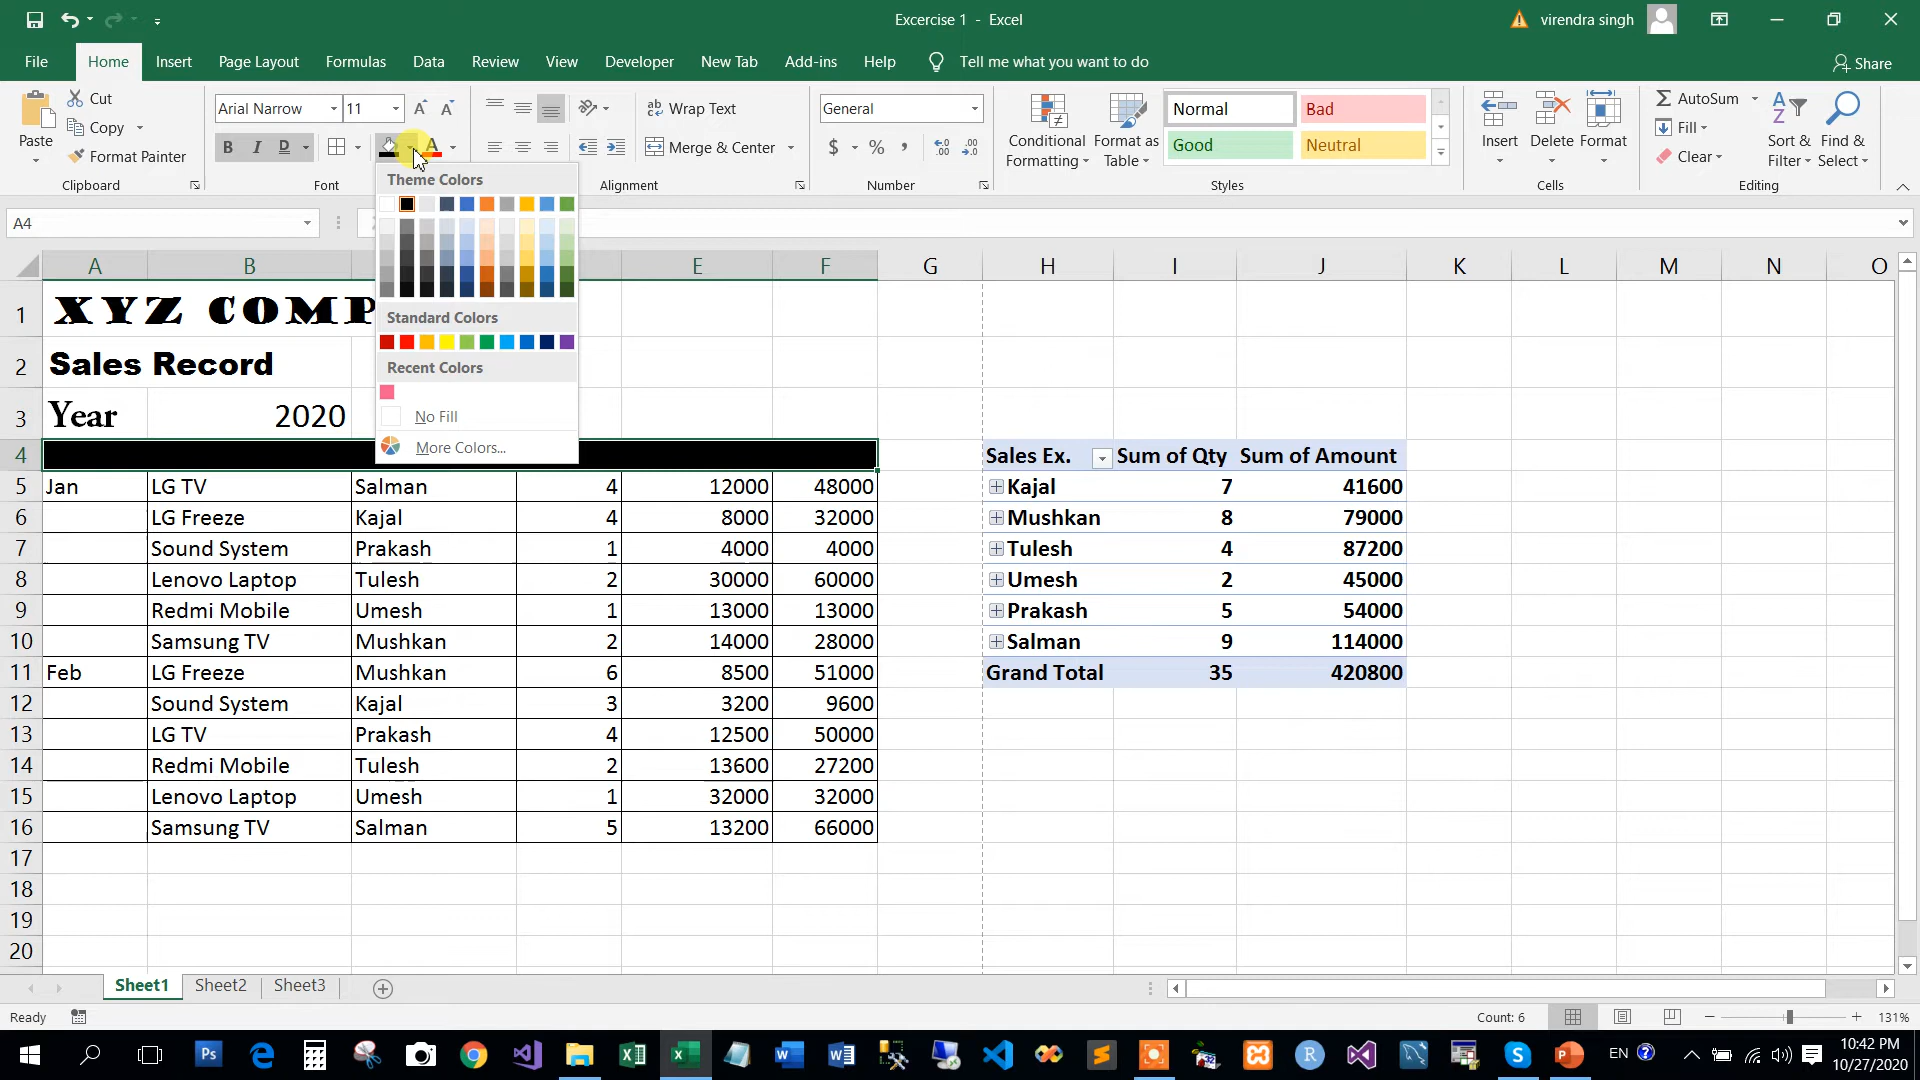 Excercise 1 - Excel
virendra singh
File Home Insert Page Layout Formulas Data Review View Developer New Tab Add-ins Help Tell me what you want to do Share
Paste
Cut
Copy
Format Painter
Clipboard
Arial Narrow 11
B I D
Font
Wrap Text
Merge & Center
Alignment
General
$ % ,
Number
Conditional Formatting
Format as Table
Normal Bad
Good Neutral
Styles
Insert Delete Format
Cells
AutoSum
Fill
Clear
Sort & Filter
Find & Select
Editing
A4
Theme Colors
Standard Colors
Recent Colors
No Fill
More Colors...
A B E F G H I J K L M N O
1 XYZ COMP
2 Sales Record
3 Year 2020
4 Sales Ex. Sum of Qty Sum of Amount
5 Jan LG TV Salman 4 12000 48000 Kajal 7 41600
6 LG Freeze Kajal 4 8000 32000 Mushkan 8 79000
7 Sound System Prakash 1 4000 4000 Tulesh 4 87200
8 Lenovo Laptop Tulesh 2 30000 60000 Umesh 2 45000
9 Redmi Mobile Umesh 1 13000 13000 Prakash 5 54000
10 Samsung TV Mushkan 2 14000 28000 Salman 9 114000
11 Feb LG Freeze Mushkan 6 8500 51000 Grand Total 35 420800
12 Sound System Kajal 3 3200 9600
13 LG TV Prakash 4 12500 50000
14 Redmi Mobile Tulesh 2 13600 27200
15 Lenovo Laptop Umesh 1 32000 32000
16 Samsung TV Salman 5 13200 66000
17
18
19
20
Sheet1 Sheet2 Sheet3
Ready Count: 6 131%
EN 10:42 PM
10/27/2020